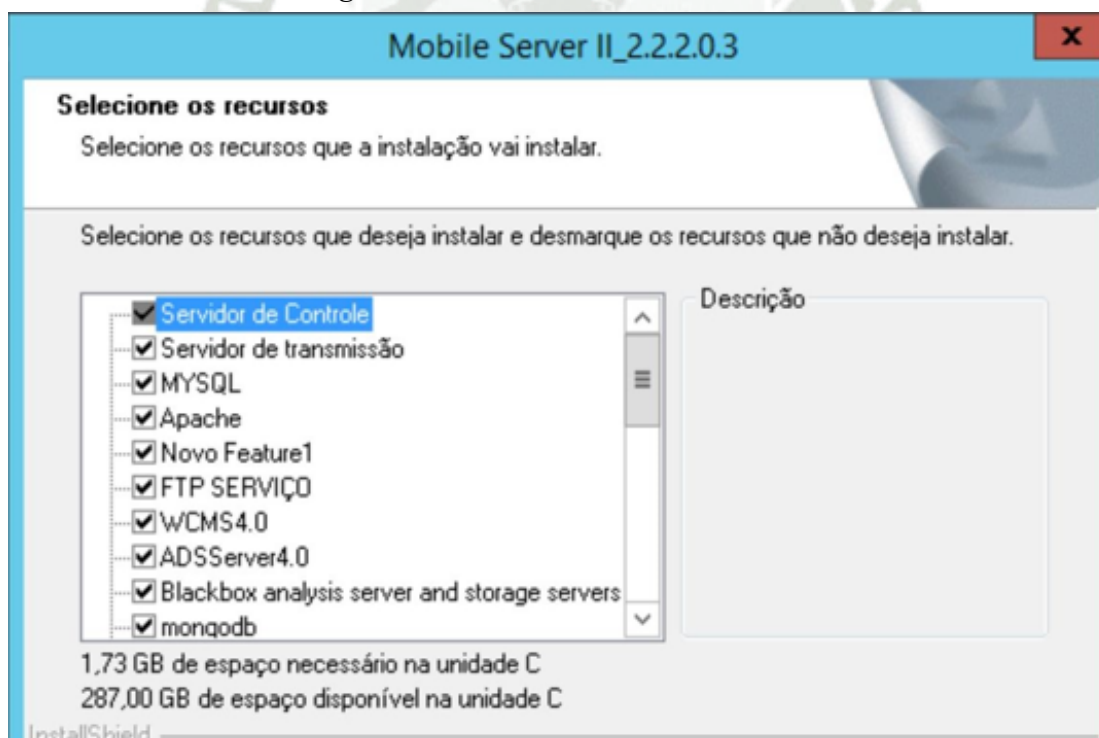 Mobile Server II_2.2.2.0.3
x
Selecione os recursos
Selecione os recursos que a instalação vai instalar.
Selecione os recursos que deseja instalar e desmarque os recursos que não deseja instalar.
Servidor de Controle
Servidor de transmissão
MYSQL
Apache
Novo Feature1
FTP SERVIÇO
WCMS4.0
ADSServer4.0
Blackbox analysis server and storage servers
mongodb
Descrição
1,73 GB de espaço necessário na unidade C
287,00 GB de espaço disponível na unidade C
InstallShield